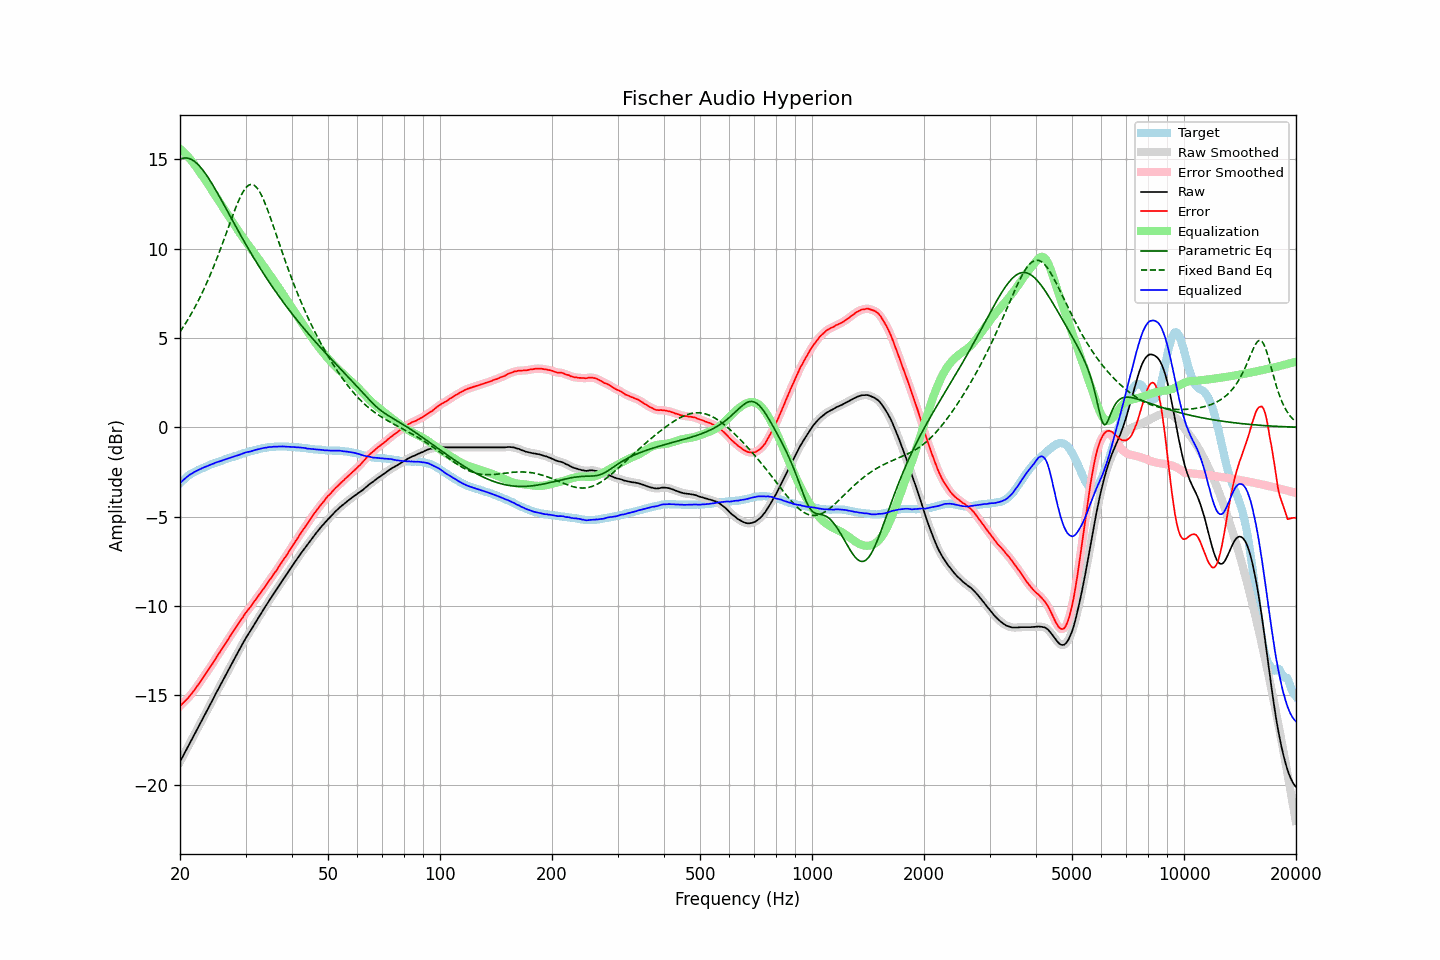 Fischer Audio Hyperion
Amplitude (dBr)
15
10
5
0
−5
−10
−15
−20
Target
Raw Smoothed
Error Smoothed
Raw
Error
Equalization
Parametric Eq
Fixed Band Eq
Equalized
20 50 100 200 500 1000 2000 5000 10000 20000
Frequency (Hz)